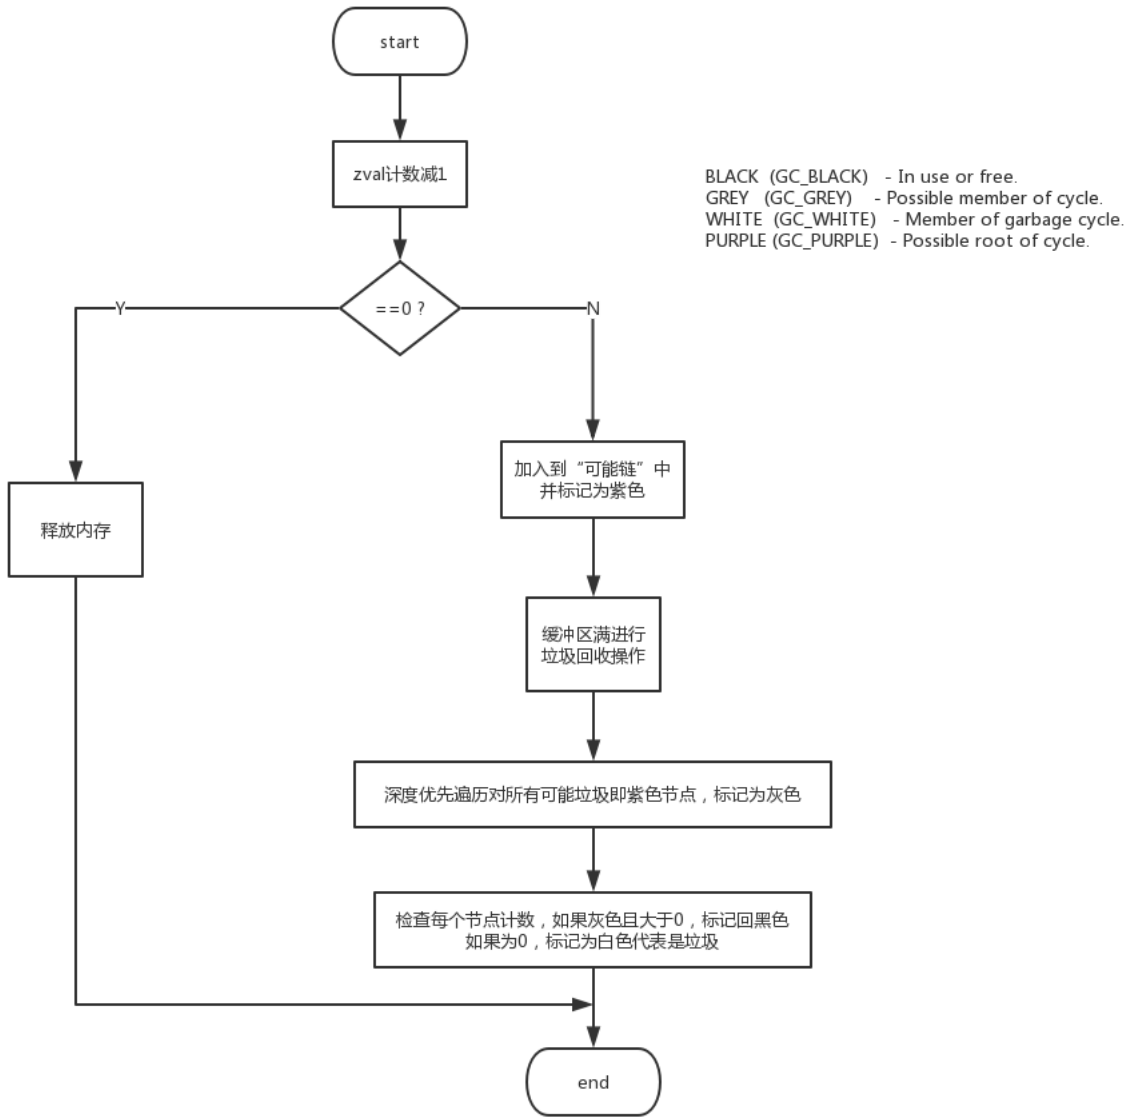 start
zval计数减1
BLACK (GC_BLACK) - In use or free.
GREY (GC_GREY) - Possible member of cycle.
WHITE (GC_WHITE) - Member of garbage cycle.
PURPLE (GC_PURPLE) - Possible root of cycle.
==0 ?
Y
N
加入到“可能链”中
并标记为紫色
释放内存
缓冲区满进行
垃圾回收操作
深度优先遍历对所有可能垃圾即紫色节点，标记为灰色
检查每个节点计数，如果灰色且大于0，标记回黑色
如果为0，标记为白色代表是垃圾
end